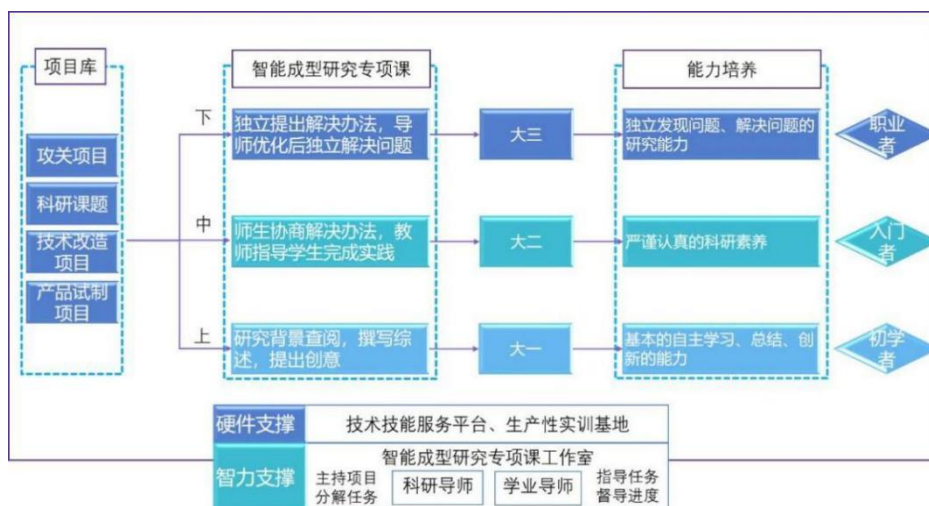 项目库
攻关项目
科研课题
技术改造
项目
产品试制
项目
下
中
上
智能成型研究专项课
独立提出解决办法，导
师优化后独立解决问题
师生协商解决办法，教
师指导学生完成实践
研究背景查阅，撰写综
述，提出创意
大三
大二
大一
能力培养
独立发现问题、解决问题的
研究能力
严谨认真的科研素养
基本的自主学习、总结、创
新的能力
职业
者
入门
者
初学
者
硬件支撑
技术技能服务平台、生产性实训基地
智力支撑
智能成型研究专项课工作室
主持项目
分解任务
科研导师
学业导师
指导任务
督导进度